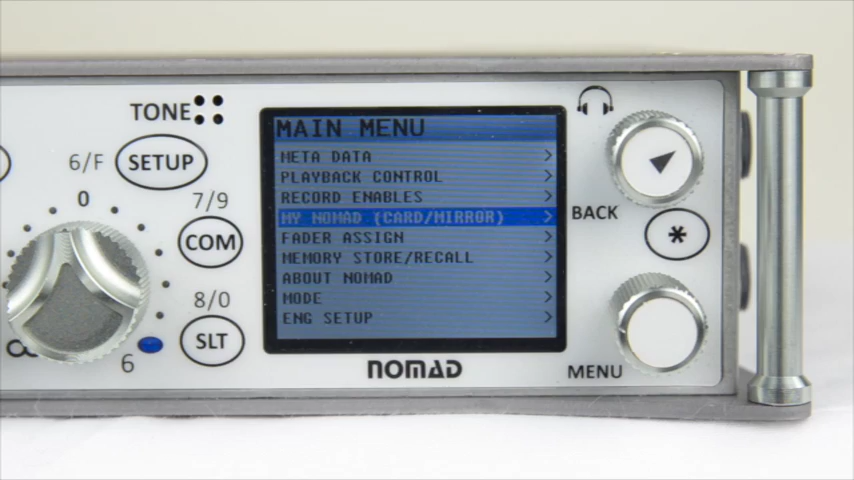 TONE
6/F
SETUP
0
7/9
COM
8/0
SLT
∞
6
MAIN MENU
META DATA >
PLAYBACK CONTROL >
RECORD ENABLES >
MY NOMAD (CARD/MIRROR) >
FADER ASSIGN >
MEMORY STORE/RECALL >
ABOUT NOMAD >
MODE >
ENG SETUP >
NOMAD
BACK
*
MENU